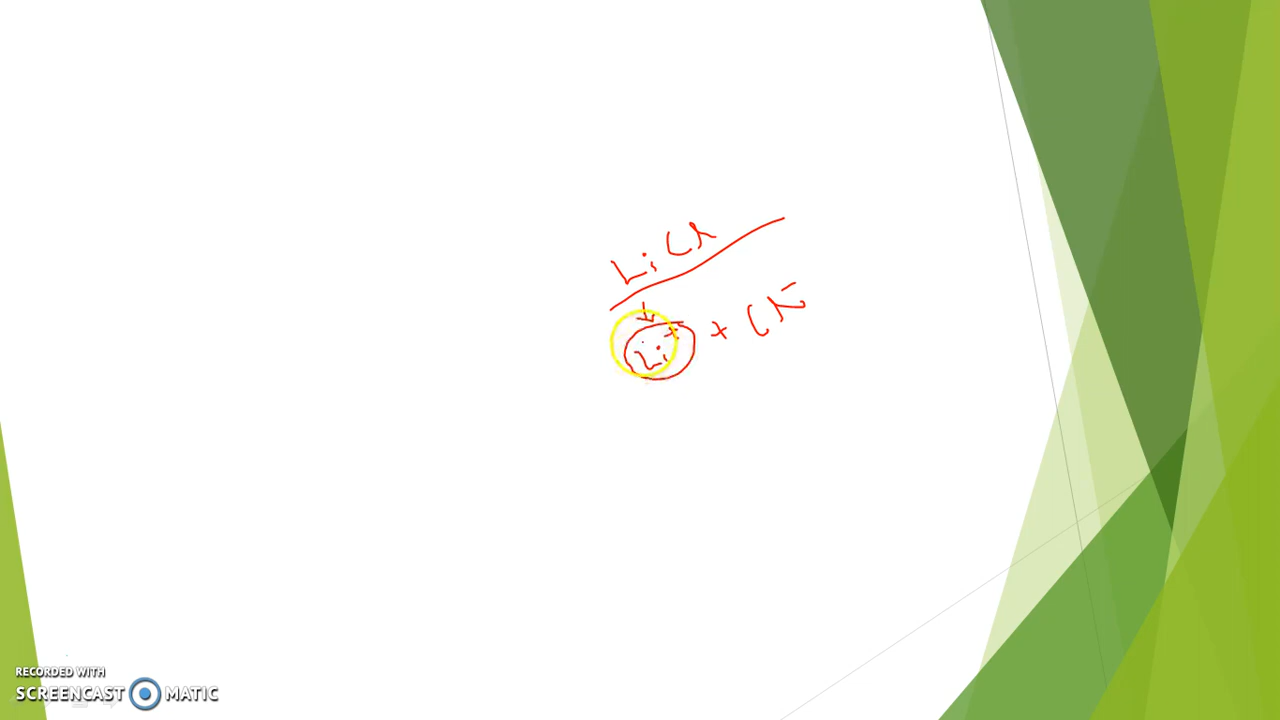 LiCl
Li⁺ + Cl⁻
RECORDED WITH
SCREENCAST MATIC